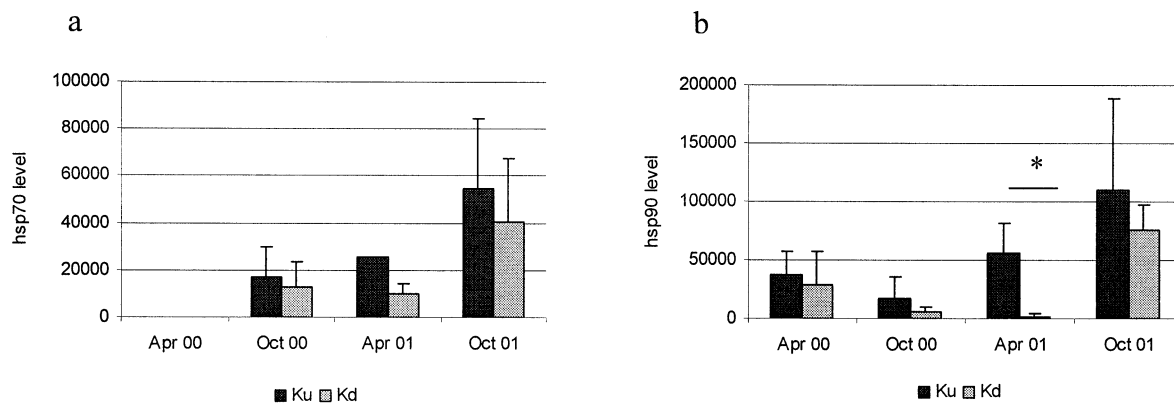 a
100000
80000
60000
40000
20000
0
hsp70 level
Apr 00 Oct 00 Apr 01 Oct 01
Ku Kd
b
200000
150000
100000
50000
0
hsp90 level
*
Apr 00 Oct 00 Apr 01 Oct 01
Ku Kd